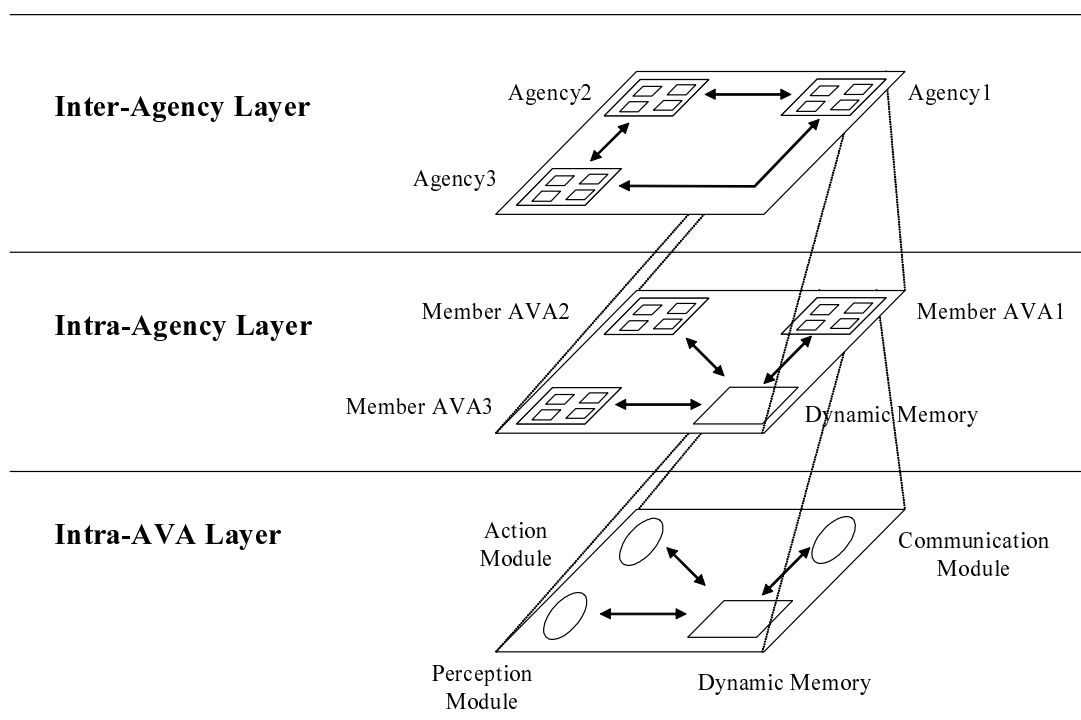 Inter-Agency Layer
Agency2
Agency1
Agency3
Intra-Agency Layer
Member AVA2
Member AVA1
Member AVA3
Dynamic Memory
Intra-AVA Layer
Action
Module
Communication
Module
Perception
Module
Dynamic Memory